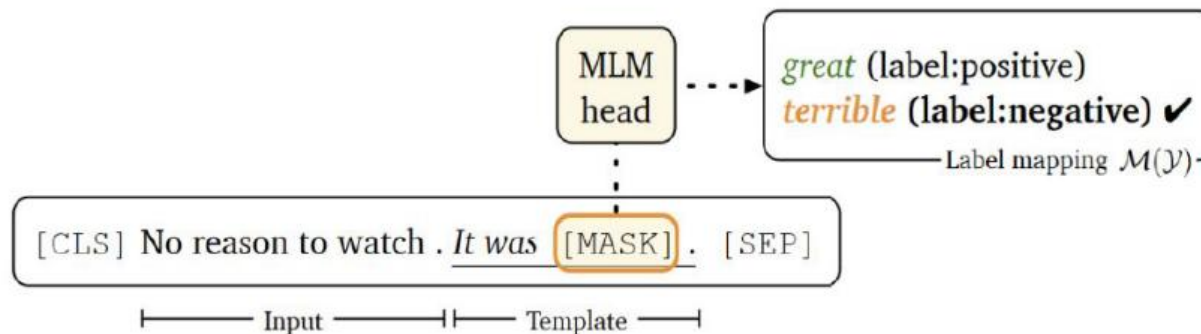 MLM
head
great (label:positive)
terrible (label:negative) ✔
Label mapping 𝓜(𝒴)
[CLS] No reason to watch . It was [MASK] . [SEP]
Input
Template